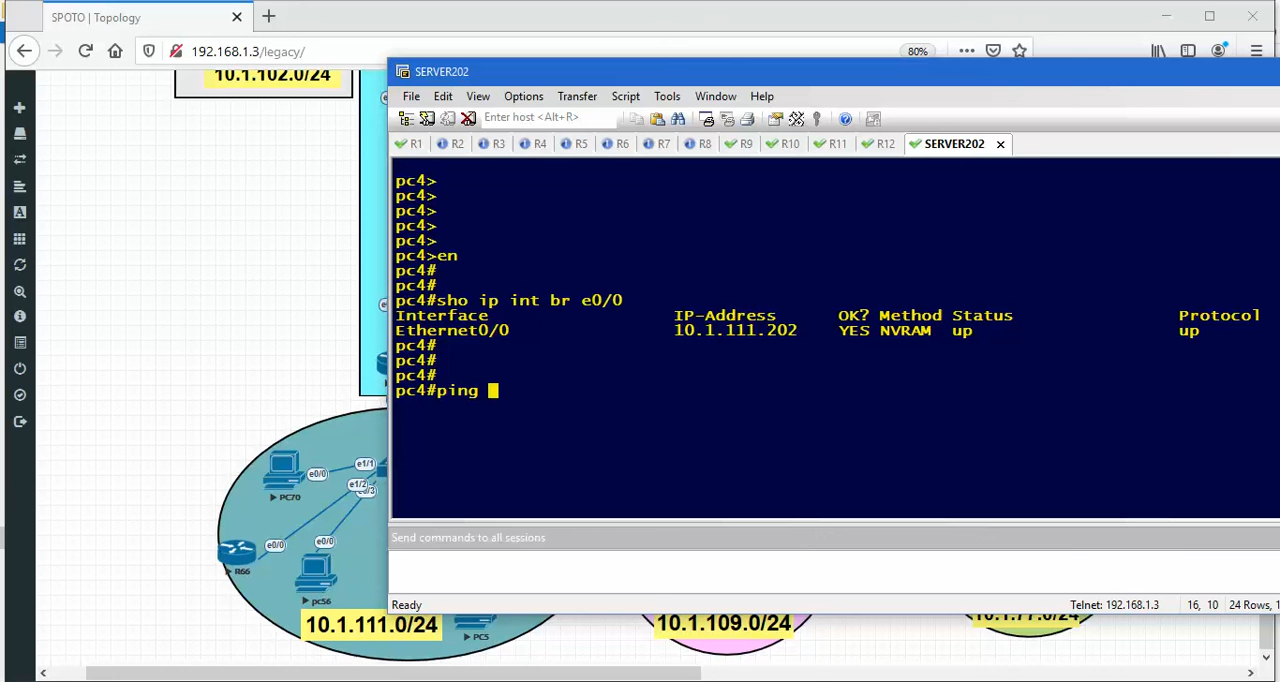 SPOTO | Topology
192.168.1.3/legacy/
80%
10.1.102.0/24
SERVER202
File Edit View Options Transfer Script Tools Window Help
Enter host <Alt+R>
R1 R2 R3 R4 R5 R6 R7 R8 R9 R10 R11 R12 SERVER202
pc4>
pc4>
pc4>
pc4>
pc4>
pc4>en
pc4#
pc4#
pc4#sho ip int br e0/0
Interface IP-Address OK? Method Status Protocol
Ethernet0/0 10.1.111.202 YES NVRAM up up
pc4#
pc4#
pc4#
pc4#ping
Send commands to all sessions
Ready Telnet: 192.168.1.3 16, 10 24 Rows, 1
e0/0
e1/1
PC70
e1/2
e0/3
e0/0
e0/0
R66
pc56
10.1.111.0/24
PC5
10.1.109.0/24
10.1.77.0/24